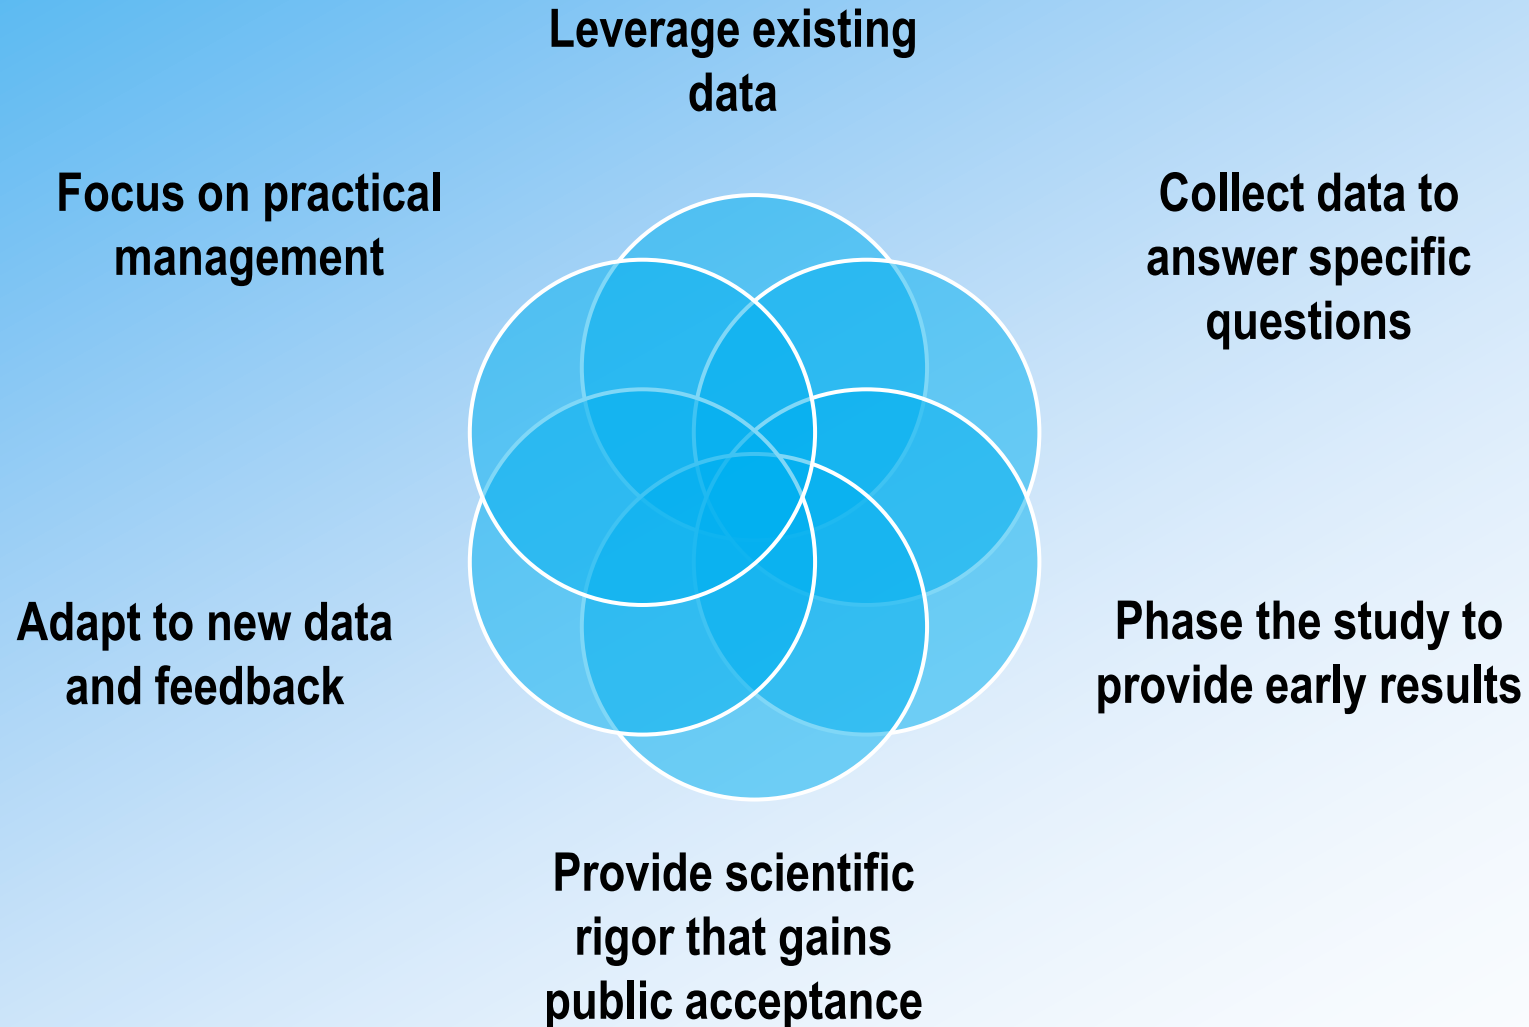 Leverage existing
data
Focus on practical
management
Collect data to
answer specific
questions
Adapt to new data
and feedback
Phase the study to
provide early results
Provide scientific
rigor that gains
public acceptance